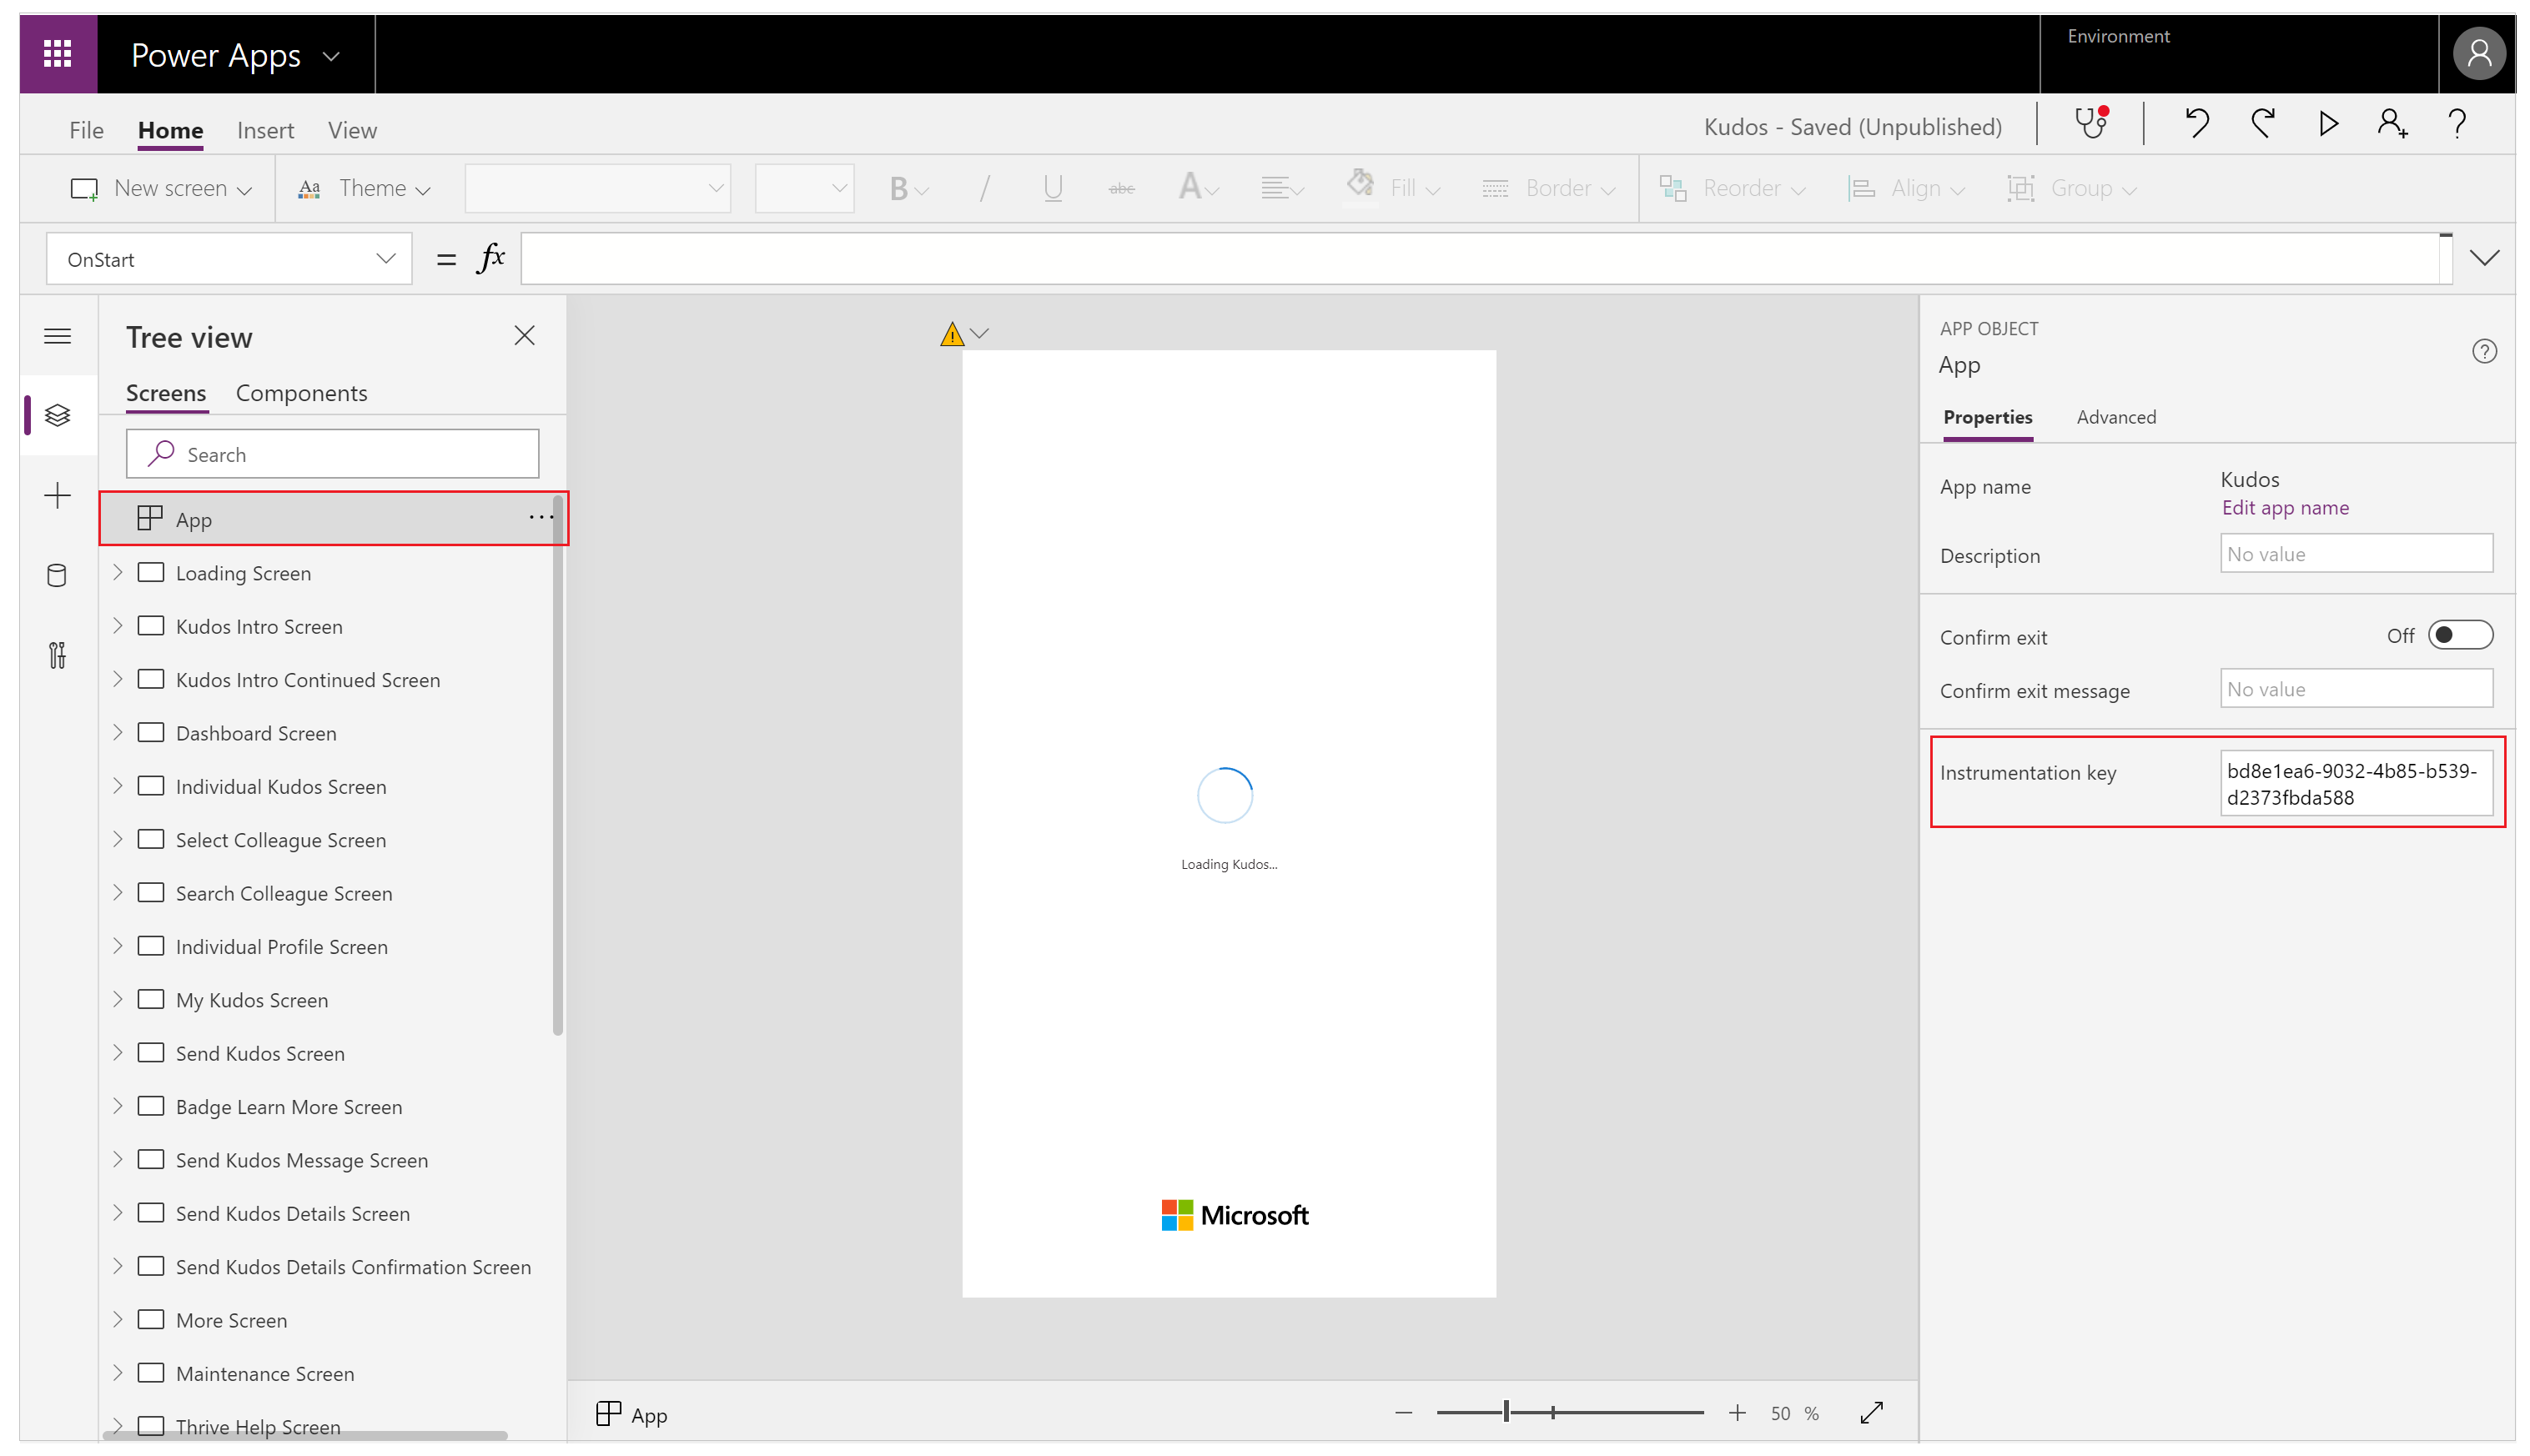 Power Apps
Environment
File Home Insert View
Kudos - Saved (Unpublished)
New screen
Aa Theme
B / U abc A
Fill
Border
Reorder
Align
Group
OnStart
= fx
Tree view
Screens Components
Search
App ...
Loading Screen
Kudos Intro Screen
Kudos Intro Continued Screen
Dashboard Screen
Individual Kudos Screen
Select Colleague Screen
Search Colleague Screen
Individual Profile Screen
My Kudos Screen
Send Kudos Screen
Badge Learn More Screen
Send Kudos Message Screen
Send Kudos Details Screen
Send Kudos Details Confirmation Screen
More Screen
Maintenance Screen
Thrive Help Screen
Loading Kudos...
Microsoft
App
50 %
APP OBJECT
App
Properties Advanced
App name Kudos
Edit app name
Description No value
Confirm exit Off
Confirm exit message No value
Instrumentation key bd8e1ea6-9032-4b85-b539-
d2373fbda588